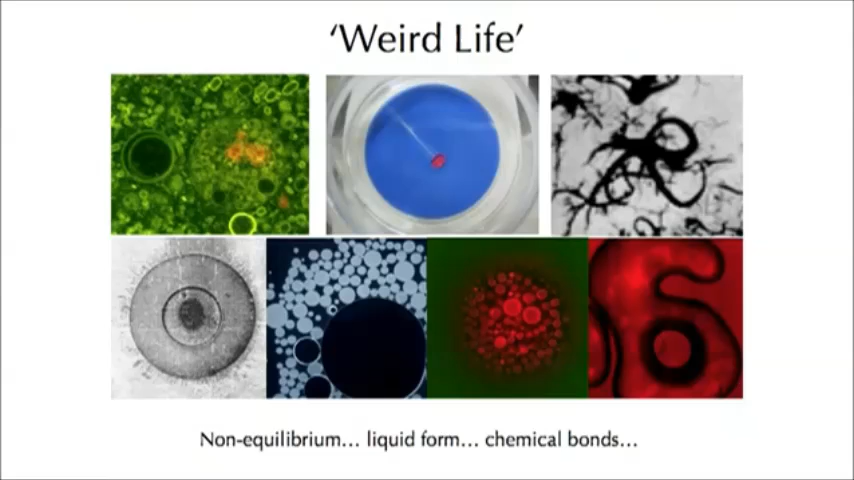 ‘Weird Life’
Non-equilibrium... liquid form... chemical bonds...